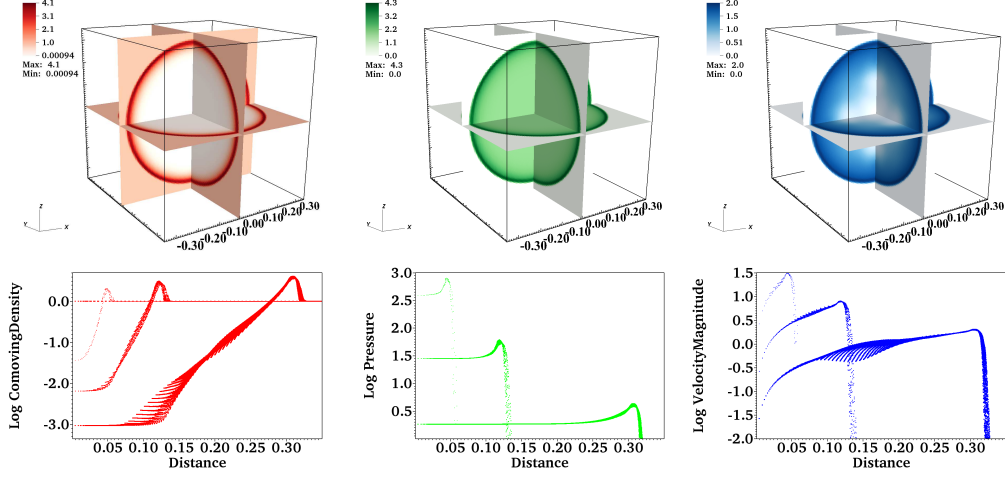 4.1
3.1
2.1
1.0
0.00094
Max: 4.1
Min: 0.00094
4.3
3.2
2.2
1.1
0.0
Max: 4.3
Min: 0.0
2.0
1.5
1.0
0.51
0.0
Max: 2.0
Min: 0.0
Z
Y
X
-0.30
-0.20
-0.10
0.00
0.10
0.20
0.30
Z
Y
X
-0.30
-0.20
-0.10
0.00
0.10
0.20
0.30
Z
Y
X
-0.30
-0.20
-0.10
0.00
0.10
0.20
0.30
Log ComovingDensity
0.0
-1.0
-2.0
-3.0
0.05 0.10 0.15 0.20 0.25 0.30
Distance
Log Pressure
3.0
2.5
2.0
1.5
1.0
0.5
0.05 0.10 0.15 0.20 0.25 0.30
Distance
Log VelocityMagnitude
1.5
1.0
0.5
0.0
-0.5
-1.0
-1.5
-2.0
0.05 0.10 0.15 0.20 0.25 0.30
Distance